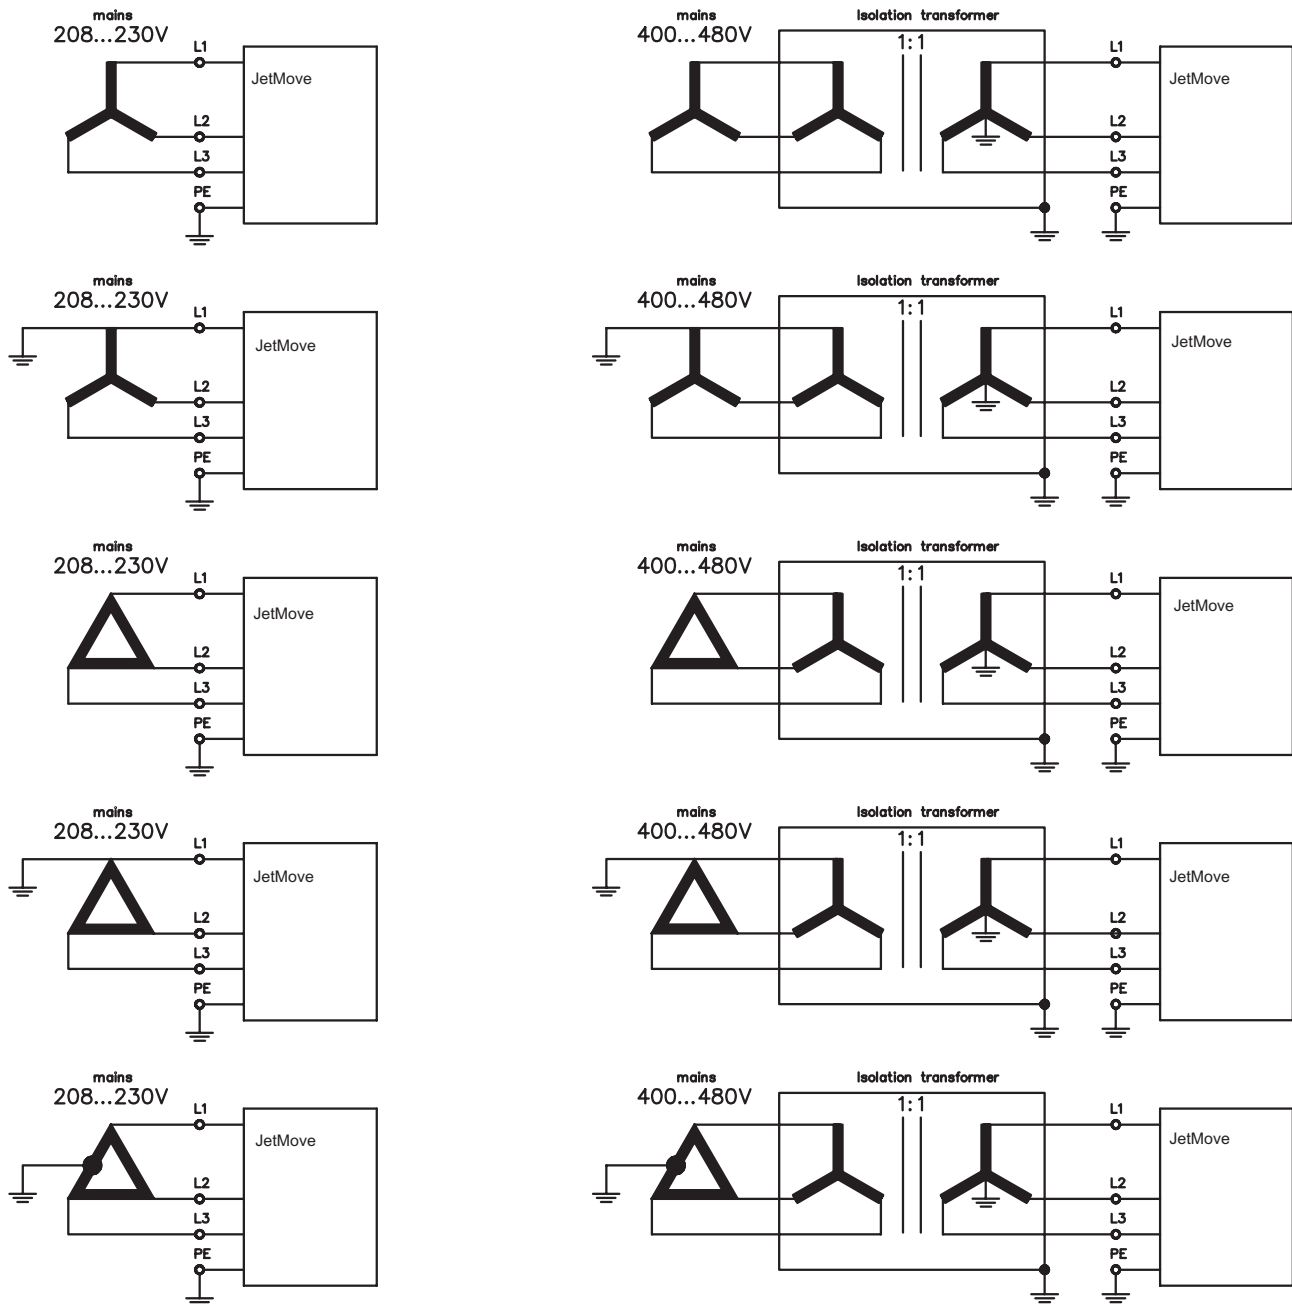 mains
208...230V
L1
JetMove
L2
L3
PE
mains
400...480V
Isolation transformer
1:1
L1
JetMove
L2
L3
PE
mains
208...230V
L1
JetMove
L2
L3
PE
mains
400...480V
Isolation transformer
1:1
L1
JetMove
L2
L3
PE
mains
208...230V
L1
JetMove
L2
L3
PE
mains
400...480V
Isolation transformer
1:1
L1
JetMove
L2
L3
PE
mains
208...230V
L1
JetMove
L2
L3
PE
mains
400...480V
Isolation transformer
1:1
L1
JetMove
L2
L3
PE
mains
208...230V
L1
JetMove
L2
L3
PE
mains
400...480V
Isolation transformer
1:1
L1
JetMove
L2
L3
PE